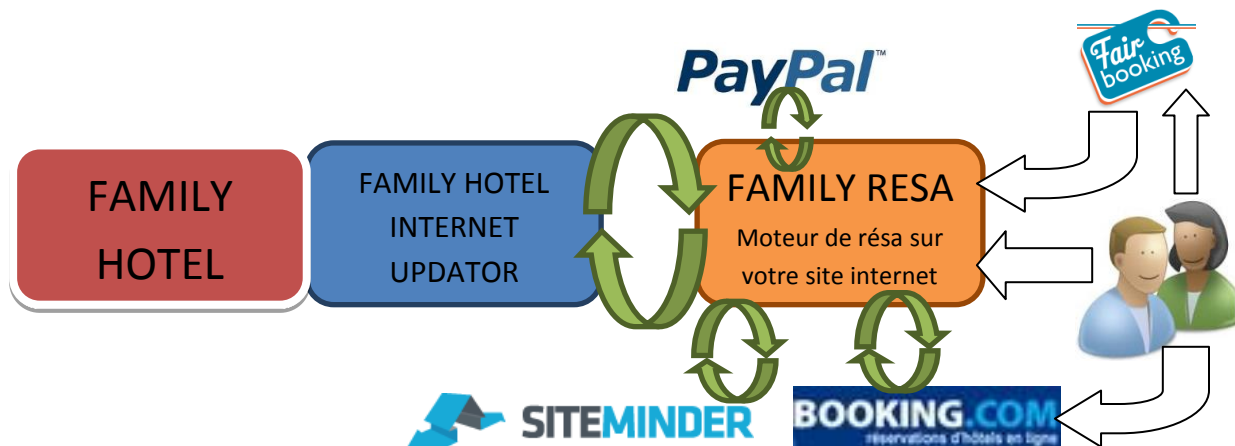 PayPal™
Fair
booking
FAMILY
HOTEL
FAMILY HOTEL
INTERNET
UPDATOR
FAMILY RESA
Moteur de résa sur
votre site internet
SITEMINDER
BOOKING.COM
réservations d'hôtels en ligne